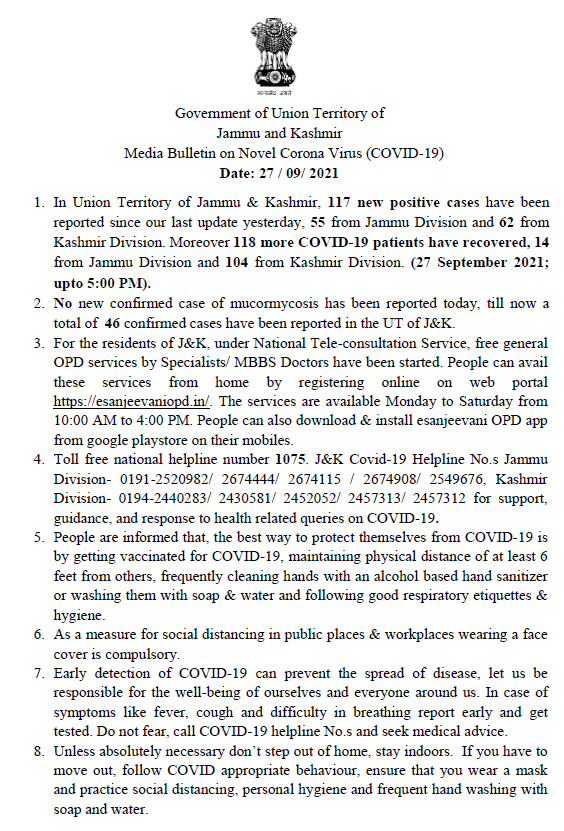 सत्यमेव जयते
Government of Union Territory of
Jammu and Kashmir
Media Bulletin on Novel Corona Virus (COVID-19)
Date: 27 / 09/ 2021
1. In Union Territory of Jammu & Kashmir, 117 new positive cases have been
reported since our last update yesterday, 55 from Jammu Division and 62 from
Kashmir Division. Moreover 118 more COVID-19 patients have recovered, 14
from Jammu Division and 104 from Kashmir Division. (27 September 2021;
upto 5:00 PM).
2. No new confirmed case of mucormycosis has been reported today, till now a
total of 46 confirmed cases have been reported in the UT of J&K.
3. For the residents of J&K, under National Tele-consultation Service, free general
OPD services by Specialists/ MBBS Doctors have been started. People can avail
these services from home by registering online on web portal
https://esanjeevaniopd.in/. The services are available Monday to Saturday from
10:00 AM to 4:00 PM. People can also download & install esanjeevani OPD app
from google playstore on their mobiles.
4. Toll free national helpline number 1075. J&K Covid-19 Helpline No.s Jammu
Division- 0191-2520982/ 2674444/ 2674115 / 2674908/ 2549676, Kashmir
Division- 0194-2440283/ 2430581/ 2452052/ 2457313/ 2457312 for support,
guidance, and response to health related queries on COVID-19.
5. People are informed that, the best way to protect themselves from COVID-19 is
by getting vaccinated for COVID-19, maintaining physical distance of at least 6
feet from others, frequently cleaning hands with an alcohol based hand sanitizer
or washing them with soap & water and following good respiratory etiquettes &
hygiene.
6. As a measure for social distancing in public places & workplaces wearing a face
cover is compulsory.
7. Early detection of COVID-19 can prevent the spread of disease, let us be
responsible for the well-being of ourselves and everyone around us. In case of
symptoms like fever, cough and difficulty in breathing report early and get
tested. Do not fear, call COVID-19 helpline No.s and seek medical advice.
8. Unless absolutely necessary don’t step out of home, stay indoors. If you have to
move out, follow COVID appropriate behaviour, ensure that you wear a mask
and practice social distancing, personal hygiene and frequent hand washing with
soap and water.